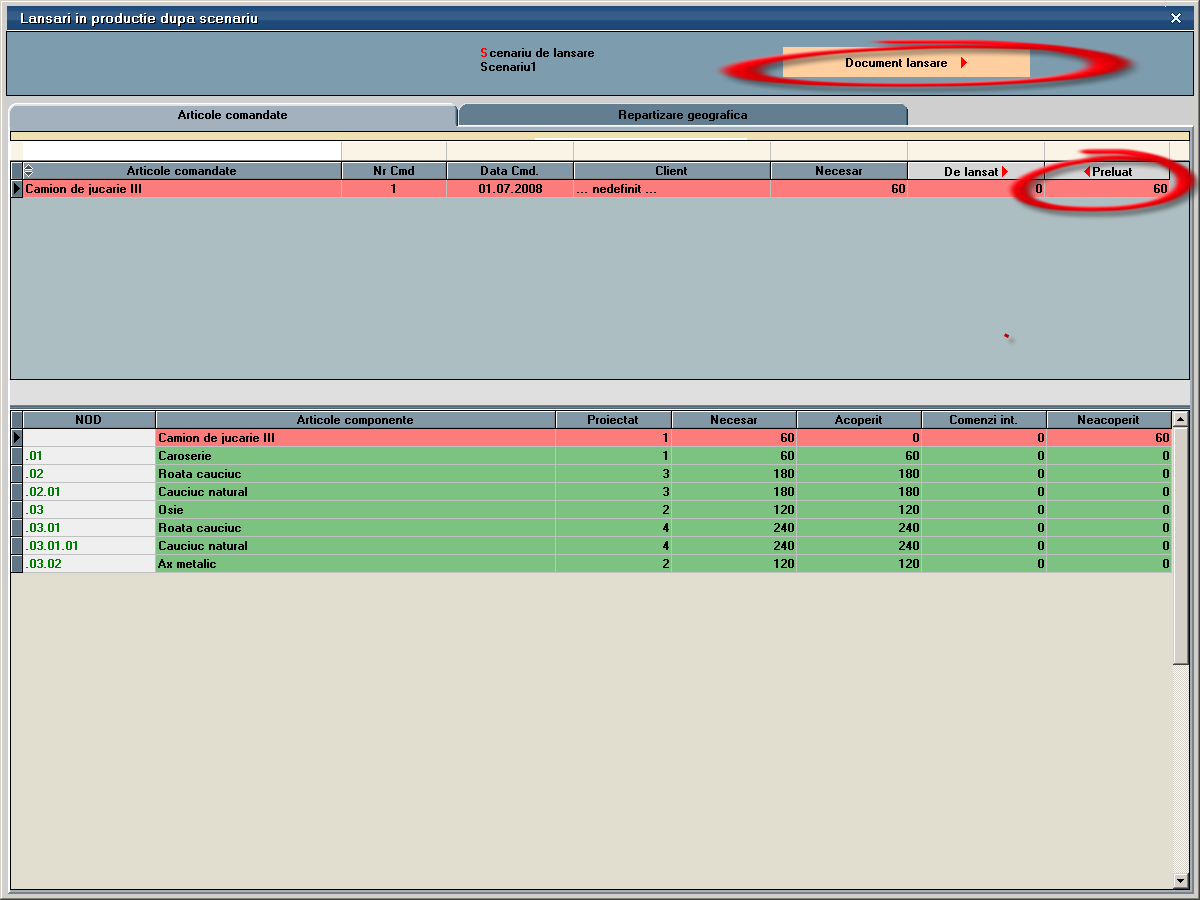 Lansari in productie dupa scenariu
Scenariu de lansare
Scenariu1
Document lansare
Articole comandate Repartizare geografica
Articole comandate Nr Cmd Data Cmd. Client Necesar De lansat Preluat
Camion de jucarie III 1 01.07.2008 ... nedefinit ... 60 0 60
NOD Articole componente Proiectat Necesar Acoperit Comenzi int. Neacoperit
Camion de jucarie III 1 60 0 0 60
.01 Caroserie 1 60 60 0 0
.02 Roata cauciuc 3 180 180 0 0
.02.01 Cauciuc natural 3 180 180 0 0
.03 Osie 2 120 120 0 0
.03.01 Roata cauciuc 4 240 240 0 0
.03.01.01 Cauciuc natural 4 240 240 0 0
.03.02 Ax metalic 2 120 120 0 0